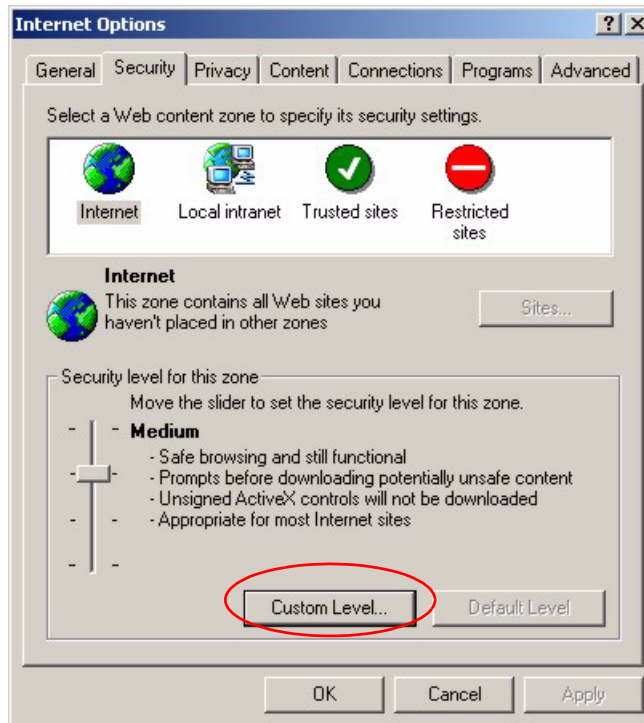 Internet Options
General Security Privacy Content Connections Programs Advanced
Select a Web content zone to specify its security settings.
Internet Local intranet Trusted sites Restricted
sites
Internet
This zone contains all Web sites you
haven't placed in other zones
Sites...
Security level for this zone
Move the slider to set the security level for this zone.
Medium
- Safe browsing and still functional
- Prompts before downloading potentially unsafe content
- Unsigned ActiveX controls will not be downloaded
- Appropriate for most Internet sites
Custom Level... Default Level
OK Cancel Apply